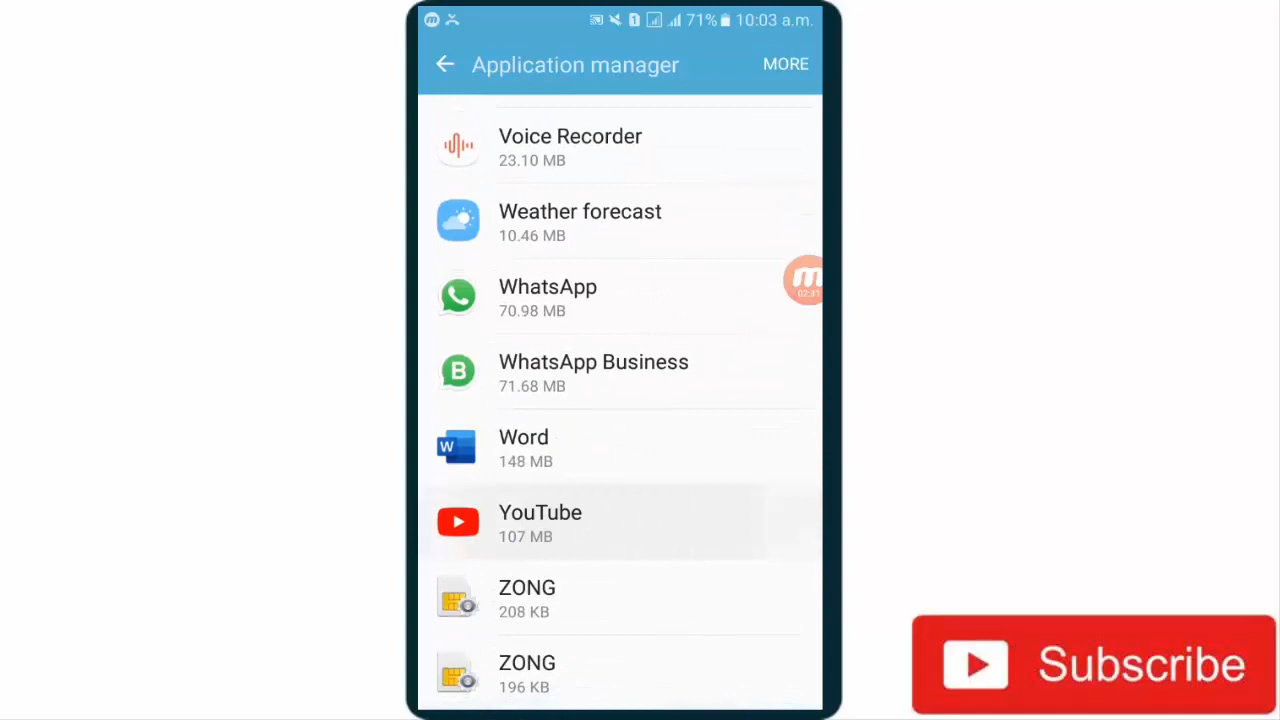 71% 10:03 a.m.
Application manager MORE
Voice Recorder
23.10 MB
Weather forecast
10.46 MB
WhatsApp
70.98 MB
m
02:31
B
WhatsApp Business
71.68 MB
W
Word
148 MB
YouTube
107 MB
ZONG
208 KB
ZONG
196 KB
Subscribe